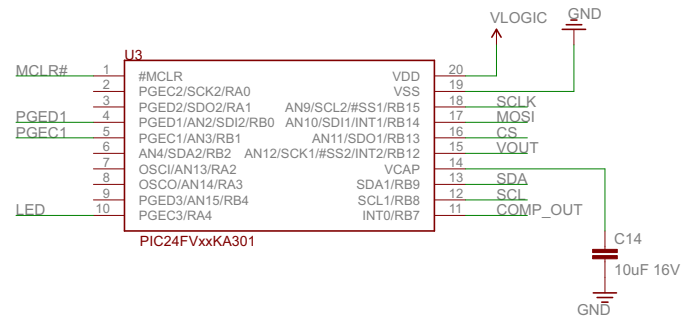 VLOGIC
GND
U3
MCLR# 1 #MCLR VDD 20
2 PGEC2/SCK2/RA0 VSS 19
3 PGED2/SDO2/RA1 AN9/SCL2/#SS1/RB15 18 SCLK
PGED1 4 PGED1/AN2/SDI2/RB0 AN10/SDI1/INT1/RB14 17 MOSI
PGEC1 5 PGEC1/AN3/RB1 AN11/SDO1/RB13 16 CS
6 AN4/SDA2/RB2 AN12/SCK1/#SS2/INT2/RB12 15 VOUT
7 OSCI/AN13/RA2 VCAP 14
8 OSCO/AN14/RA3 SDA1/RB9 13 SDA
9 PGED3/AN15/RB4 SCL1/RB8 12 SCL
LED 10 PGEC3/RA4 INT0/RB7 11 COMP_OUT
PIC24FVxxKA301
C14
10uF 16V
GND